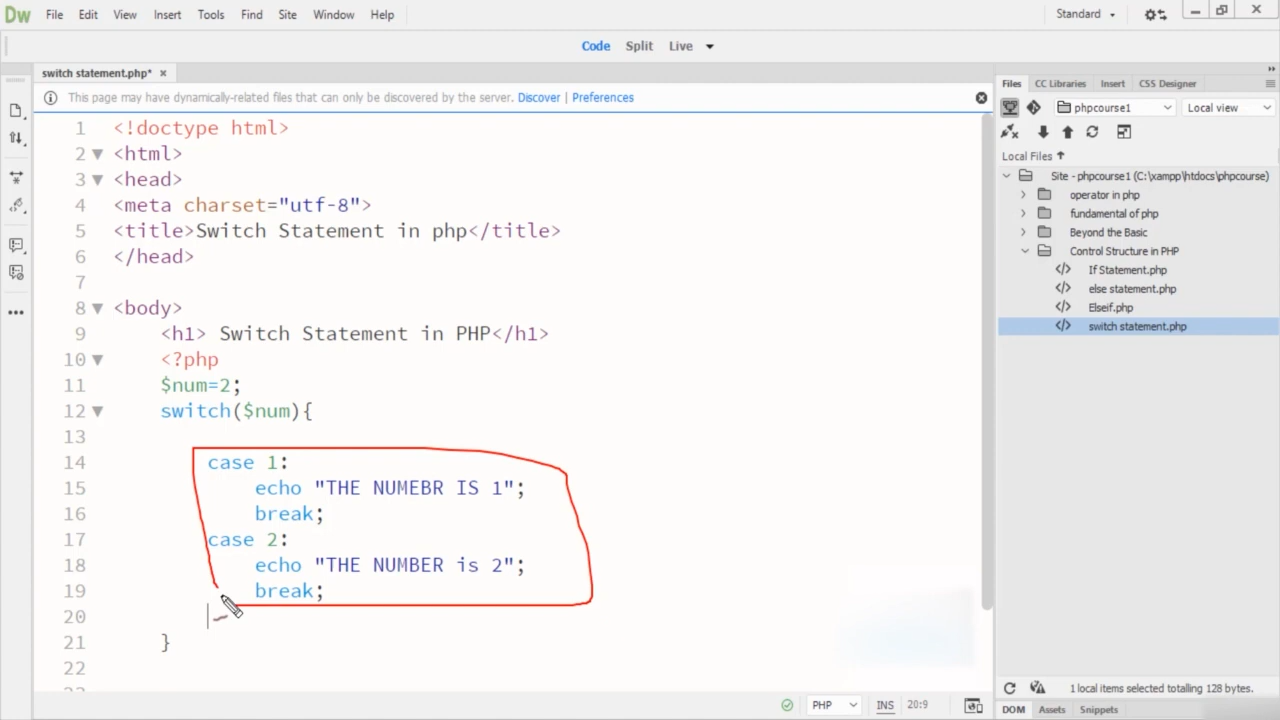 Dw File Edit View Insert Tools Find Site Window Help Standard
Code Split Live
switch statement.php*
This page may have dynamically-related files that can only be discovered by the server. Discover | Preferences
1 <!doctype html>
2 <html>
3 <head>
4 <meta charset="utf-8">
5 <title>Switch Statement in php</title>
6 </head>
7
8 <body>
9 <h1> Switch Statement in PHP</h1>
10 <?php
11 $num=2;
12 switch($num){
13
14 case 1:
15 echo "THE NUMEBR IS 1";
16 break;
17 case 2:
18 echo "THE NUMBER is 2";
19 break;
20
21 }
22
23
PHP INS 20:9
Files CC Libraries Insert CSS Designer
phpcourse1 Local view
Local Files
Site - phpcourse1 (C:\xampp\htdocs\phpcourse)
operator in php
fundamental of php
Beyond the Basic
Control Structure in PHP
If Statement.php
else statement.php
Elseif.php
switch statement.php
1 local items selected totalling 128 bytes.
DOM Assets Snippets